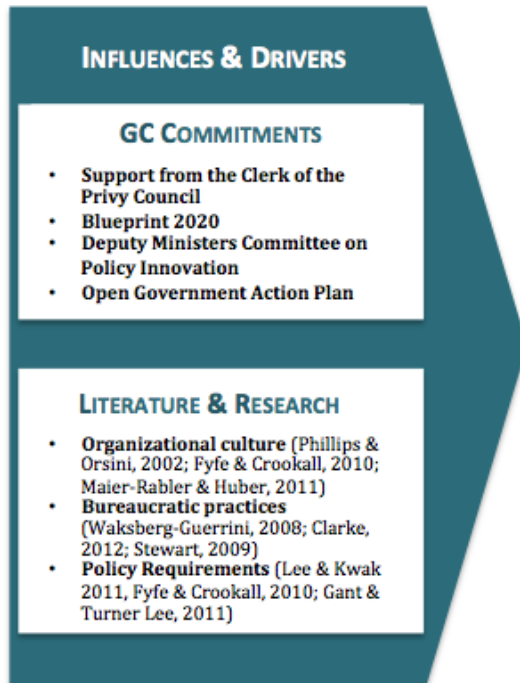 INFLUENCES & DRIVERS
GC COMMITMENTS
• Support from the Clerk of the
Privy Council
• Blueprint 2020
• Deputy Ministers Committee on
Policy Innovation
• Open Government Action Plan
LITERATURE & RESEARCH
• Organizational culture (Phillips &
Orsini, 2002; Fyfe & Crookall, 2010;
Maier-Rabler & Huber, 2011)
• Bureaucratic practices
(Waksberg-Guerrini, 2008; Clarke,
2012; Stewart, 2009)
• Policy Requirements (Lee & Kwak
2011, Fyfe & Crookall, 2010; Gant &
Turner Lee, 2011)